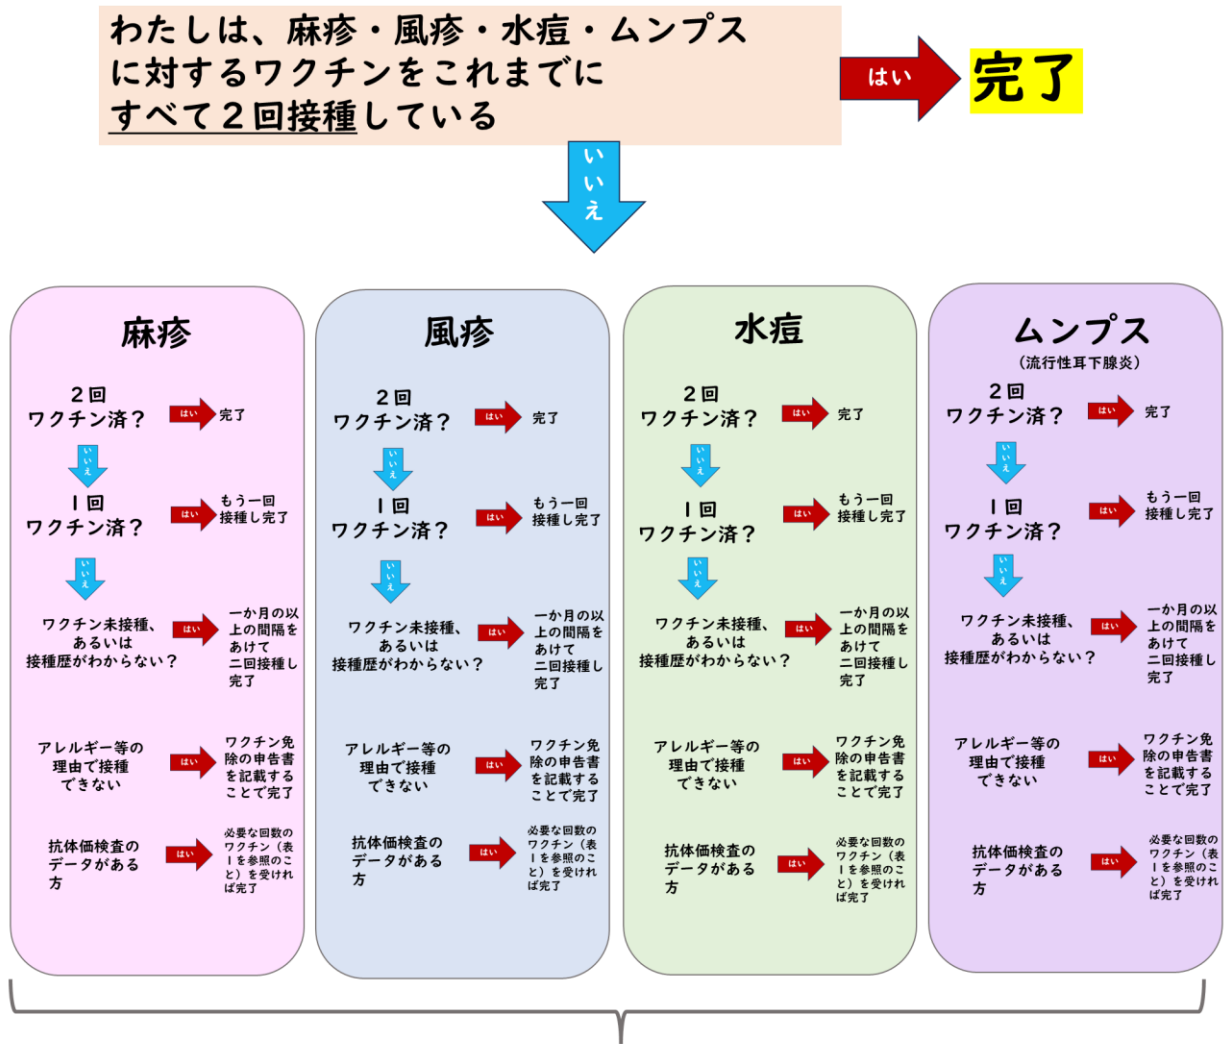 わたしは、麻疹・風疹・水痘・ムンプス
に対するワクチンをこれまでに
すべて２回接種している
はい
完了
いいえ
麻疹
２回
ワクチン済？
はい
完了
いいえ
１回
ワクチン済？
はい
もう一回
接種し完了
いいえ
ワクチン未接種、
あるいは
接種歴がわからない？
はい
一か月の以
上の間隔を
あけて
二回接種し
完了
アレルギー等の
理由で接種
できない
はい
ワクチン免
除の申告書
を記載する
ことで完了
抗体価検査の
データがある
方
はい
必要な回数の
ワクチン（表
１を参照のこ
と）を受けれ
ば完了
風疹
２回
ワクチン済？
はい
完了
いいえ
１回
ワクチン済？
はい
もう一回
接種し完了
いいえ
ワクチン未接種、
あるいは
接種歴がわからない？
はい
一か月の以
上の間隔を
あけて
二回接種し
完了
アレルギー等の
理由で接種
できない
はい
ワクチン免
除の申告書
を記載する
ことで完了
抗体価検査の
データがある
方
はい
必要な回数の
ワクチン（表
１を参照のこ
と）を受けれ
ば完了
水痘
２回
ワクチン済？
はい
完了
いいえ
１回
ワクチン済？
はい
もう一回
接種し完了
いいえ
ワクチン未接種、
あるいは
接種歴がわからない？
はい
一か月の以
上の間隔を
あけて
二回接種し
完了
アレルギー等の
理由で接種
できない
はい
ワクチン免
除の申告書
を記載する
ことで完了
抗体価検査の
データがある
方
はい
必要な回数の
ワクチン（表
１を参照のこ
と）を受けれ
ば完了
ムンプス
（流行性耳下腺炎）
２回
ワクチン済？
はい
完了
いいえ
１回
ワクチン済？
はい
もう一回
接種し完了
いいえ
ワクチン未接種、
あるいは
接種歴がわからない？
はい
一か月の以
上の間隔を
あけて
二回接種し
完了
アレルギー等の
理由で接種
できない
はい
ワクチン免
除の申告書
を記載する
ことで完了
抗体価検査の
データがある
方
はい
必要な回数の
ワクチン（表
１を参照のこ
と）を受けれ
ば完了